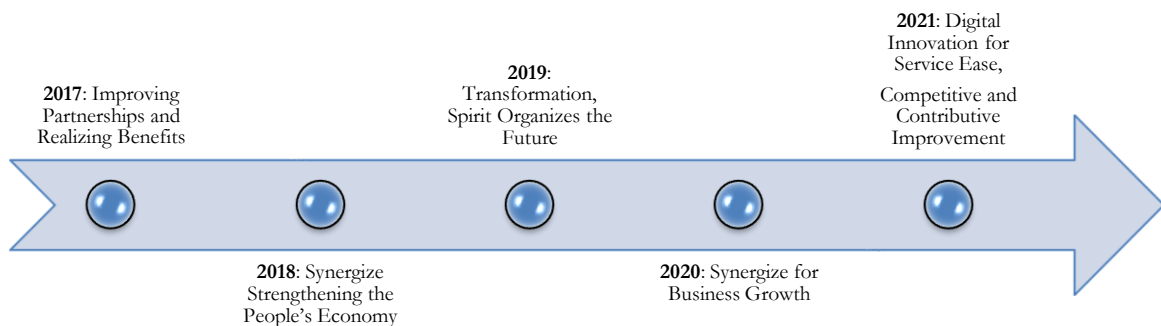 2017: Improving
Partnerships and
Realizing Benefits
2018: Synergize
Strengthening the
People's Economy
2019:
Transformation,
Spirit Organizes the
Future
2020: Synergize for
Business Growth
2021: Digital
Innovation for
Service Ease,
Competitive and
Contributive
Improvement